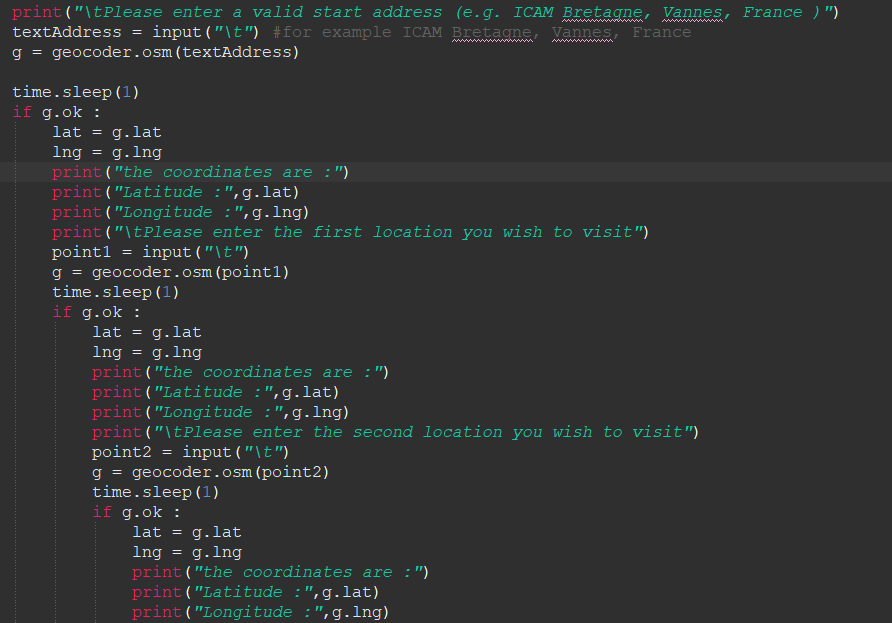 print("\tPlease enter a valid start address (e.g. ICAM Bretagne, Vannes, France )")
textAddress = input("\t") #for example ICAM Bretagne, Vannes, France
g = geocoder.osm(textAddress)

time.sleep(1)
if g.ok :
    lat = g.lat
    lng = g.lng
    print("the coordinates are :")
    print("Latitude :",g.lat)
    print("Longitude :",g.lng)
    print("\tPlease enter the first location you wish to visit")
    point1 = input("\t")
    g = geocoder.osm(point1)
    time.sleep(1)
    if g.ok :
        lat = g.lat
        lng = g.lng
        print("the coordinates are :")
        print("Latitude :",g.lat)
        print("Longitude :",g.lng)
        print("\tPlease enter the second location you wish to visit")
        point2 = input("\t")
        g = geocoder.osm(point2)
        time.sleep(1)
        if g.ok :
            lat = g.lat
            lng = g.lng
            print("the coordinates are :")
            print("Latitude :",g.lat)
            print("Longitude :",g.lng)